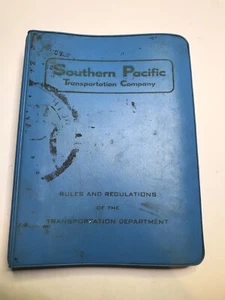 Southern Pacific
Transportation Company
RULES AND REGULATIONS
OF THE
TRANSPORTATION DEPARTMENT